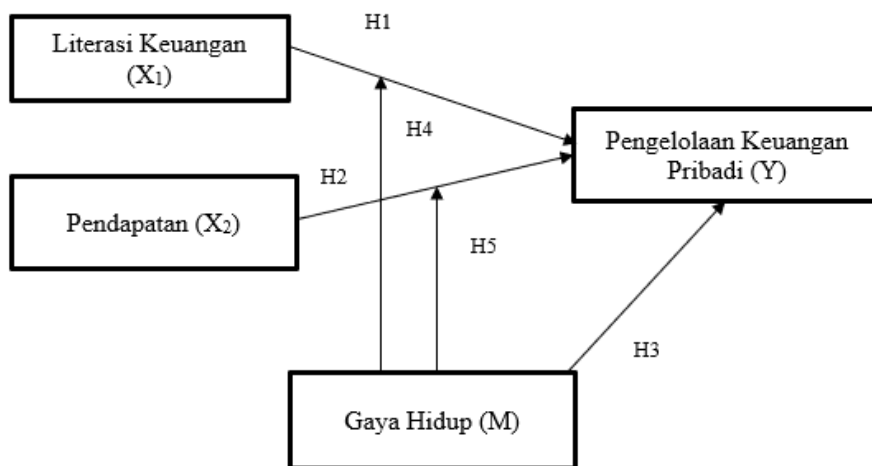 H1
Literasi Keuangan
(X₁)
H4
Pengelolaan Keuangan
Pribadi (Y)
H2
Pendapatan (X₂)
H5
H3
Gaya Hidup (M)